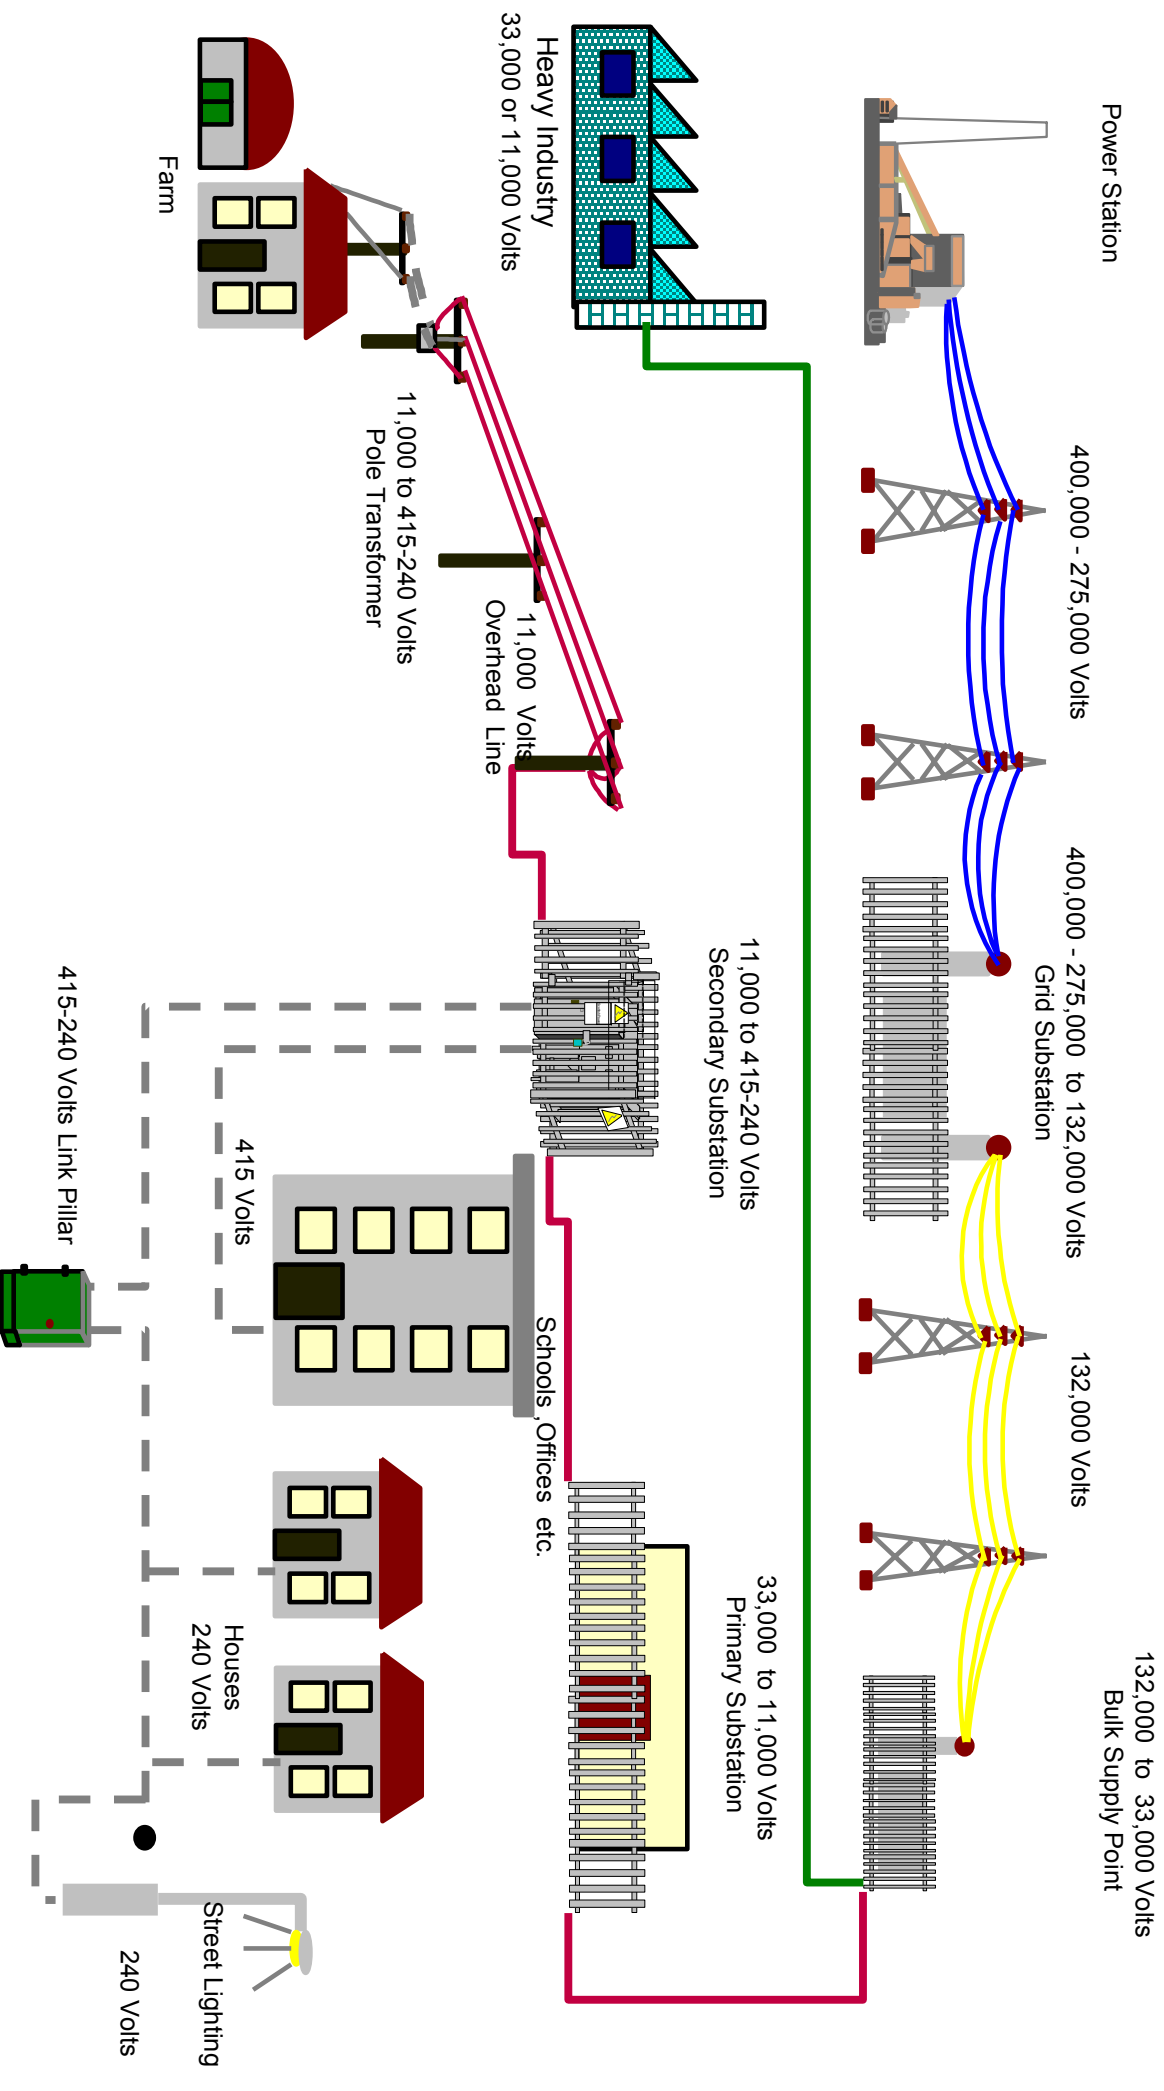 Power Station
400,000 - 275,000 Volts
400,000 - 275,000 to 132,000 Volts
Grid Substation
132,000 Volts
132,000 to 33,000 Volts
Bulk Supply Point
Heavy Industry
33,000 or 11,000 Volts
11,000 to 415-240 Volts
Secondary Substation
33,000 to 11,000 Volts
Primary Substation
11,000 Volts
Overhead Line
11,000 to 415-240 Volts
Pole Transformer
Schools ,Offices etc.
Farm
415 Volts
Houses
240 Volts
Street Lighting
240 Volts
415-240 Volts Link Pillar